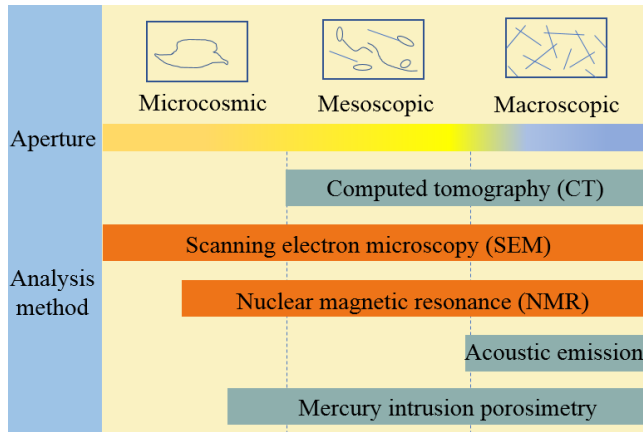 Microcosmic
Mesoscopic
Macroscopic
Aperture
Computed tomography (CT)
Scanning electron microscopy (SEM)
Analysis
method
Nuclear magnetic resonance (NMR)
Acoustic emission
Mercury intrusion porosimetry